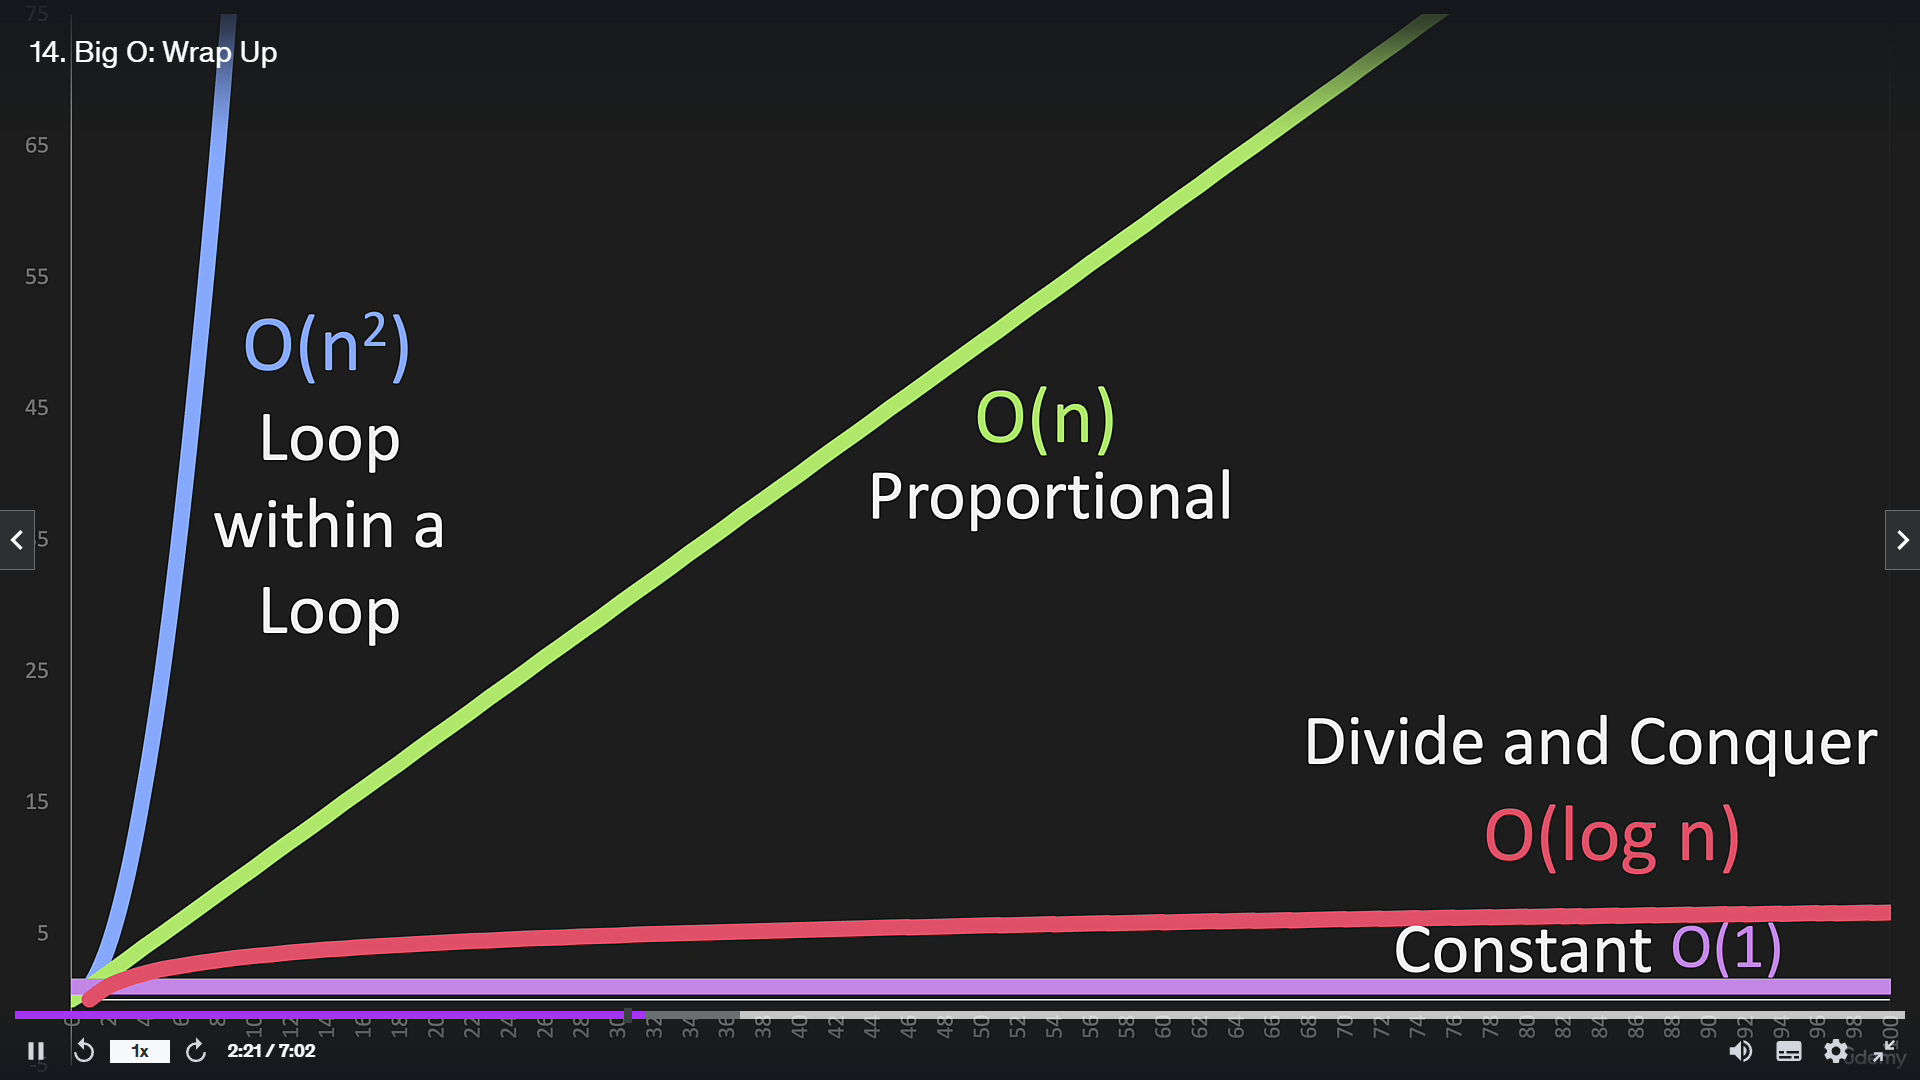 75
14. Big O: Wrap Up
65
55
O(n²)
45
Loop
O(n)
Proportional
within a
5
Loop
25
Divide and Conquer
15
O(log n)
5
Constant O(1)
0 2 4 6 8 10 12 14 16 18 20 22 24 26 28 30 32 34 36 38 40 42 44 46 48 50 52 54 56 58 60 62 64 66 68 70 72 74 76 78 80 82 84 86 88 90 92 94 96 98 100
1x 2:21 / 7:02
-5
udemy